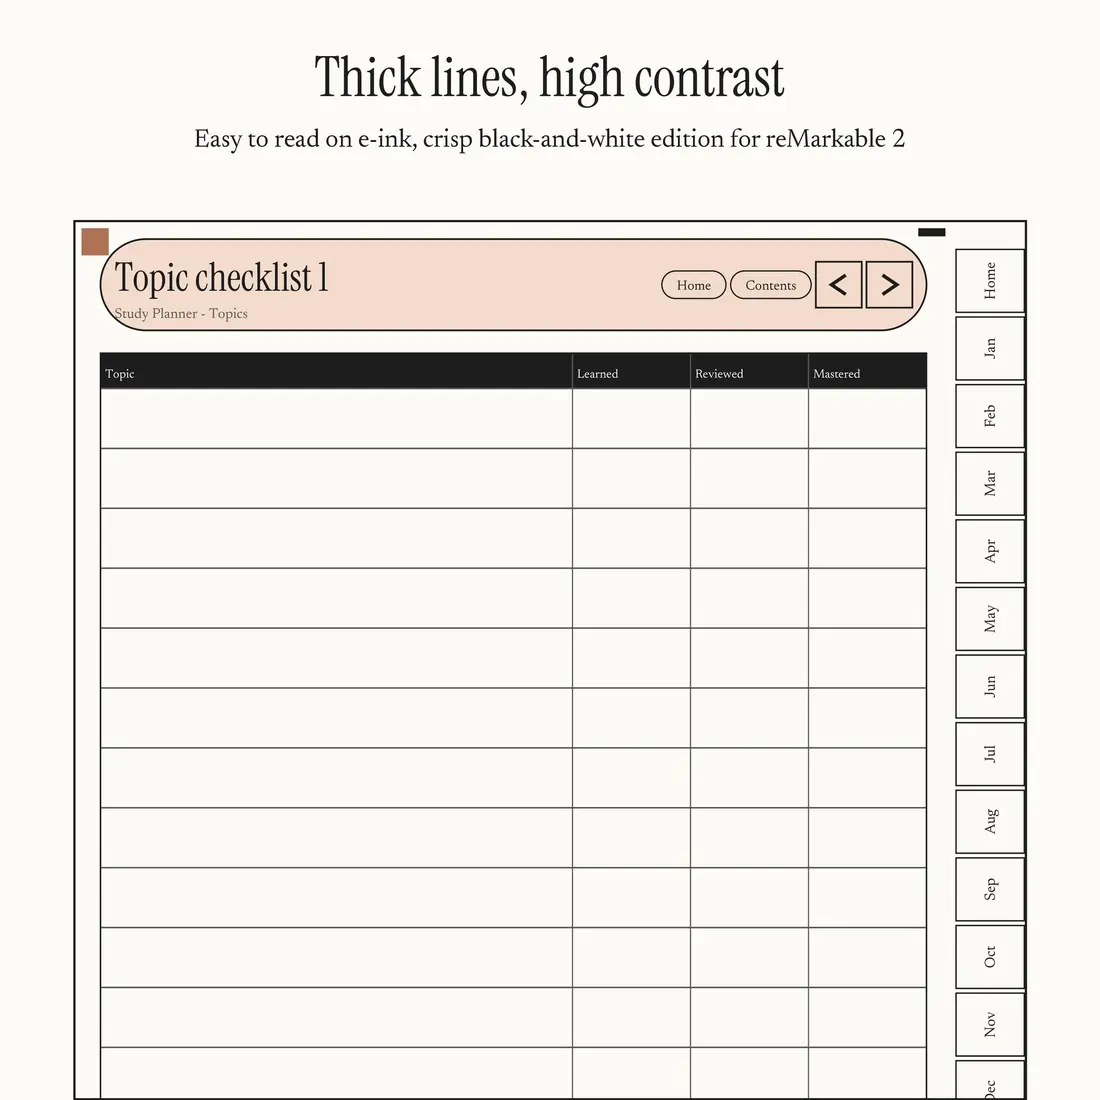 Thick lines, high contrast
Easy to read on e-ink, crisp black-and-white edition for reMarkable 2
Topic checklist 1
Study Planner - Topics
Home
Contents
<
>
Topic
Learned
Reviewed
Mastered
Home
Jan
Feb
Mar
Apr
May
Jun
Jul
Aug
Sep
Oct
Nov
Dec